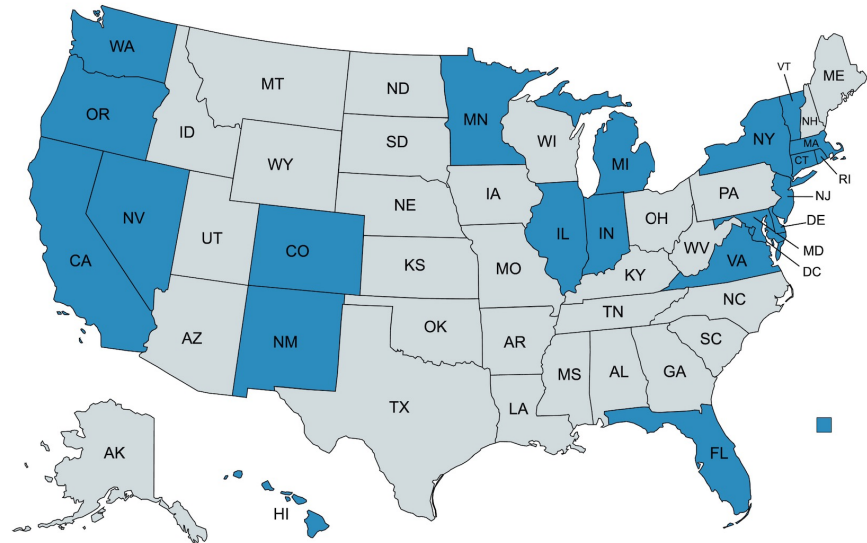 WA
VT
ME
MT
ND
MN
OR
NH
ID
SD
WI
NY
MA
WY
MI
CT
RI
IA
PA
NJ
NE
NV
OH
DE
UT
IL
IN
CO
WV
MD
CA
KS
MO
VA
DC
KY
NC
TN
AZ
OK
NM
AR
SC
MS
AL
GA
TX
LA
AK
FL
HI